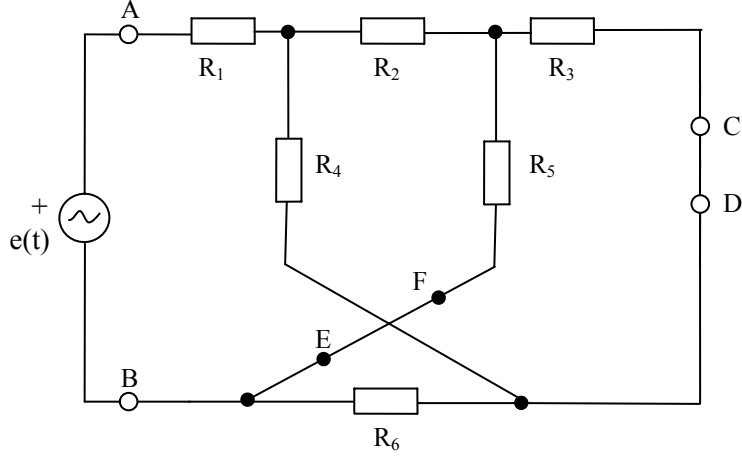 A
R₁
R₂
R₃
C
R₄
R₅
D
+
e(t)
F
E
B
R₆